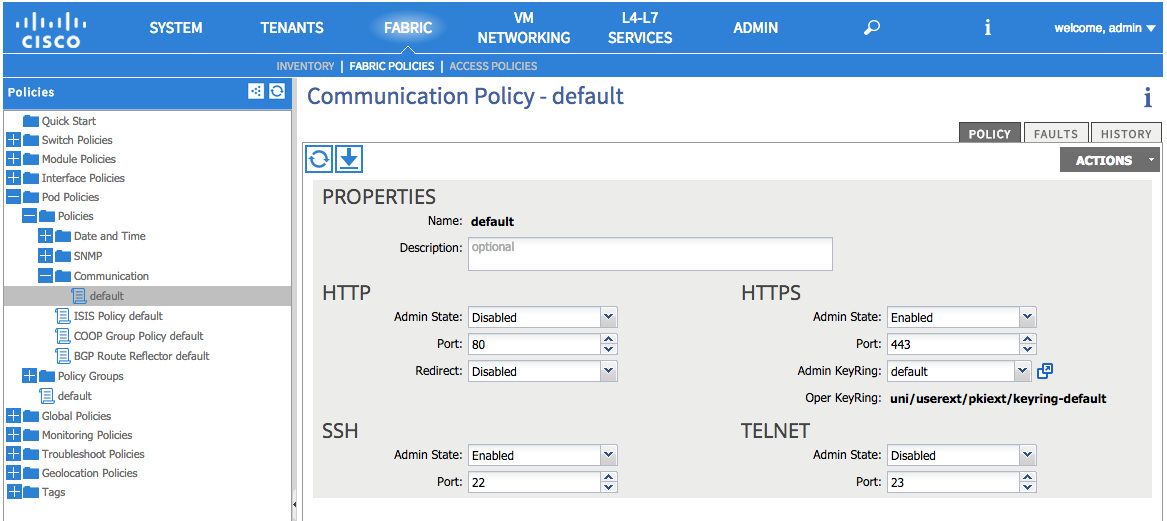 CISCO
SYSTEM
TENANTS
FABRIC
VM
NETWORKING
L4-L7
SERVICES
ADMIN
welcome, admin
INVENTORY | FABRIC POLICIES | ACCESS POLICIES
Policies
Quick Start
Switch Policies
Module Policies
Interface Policies
Pod Policies
Policies
Date and Time
SNMP
Communication
default
ISIS Policy default
COOP Group Policy default
BGP Route Reflector default
Policy Groups
default
Global Policies
Monitoring Policies
Troubleshoot Policies
Geolocation Policies
Tags
Communication Policy - default
i
POLICY
FAULTS
HISTORY
ACTIONS
PROPERTIES
Name: default
Description: optional
HTTP
Admin State: Disabled
Port: 80
Redirect: Disabled
HTTPS
Admin State: Enabled
Port: 443
Admin KeyRing: default
Oper KeyRing: uni/userext/pkiext/keyring-default
SSH
Admin State: Enabled
Port: 22
TELNET
Admin State: Disabled
Port: 23